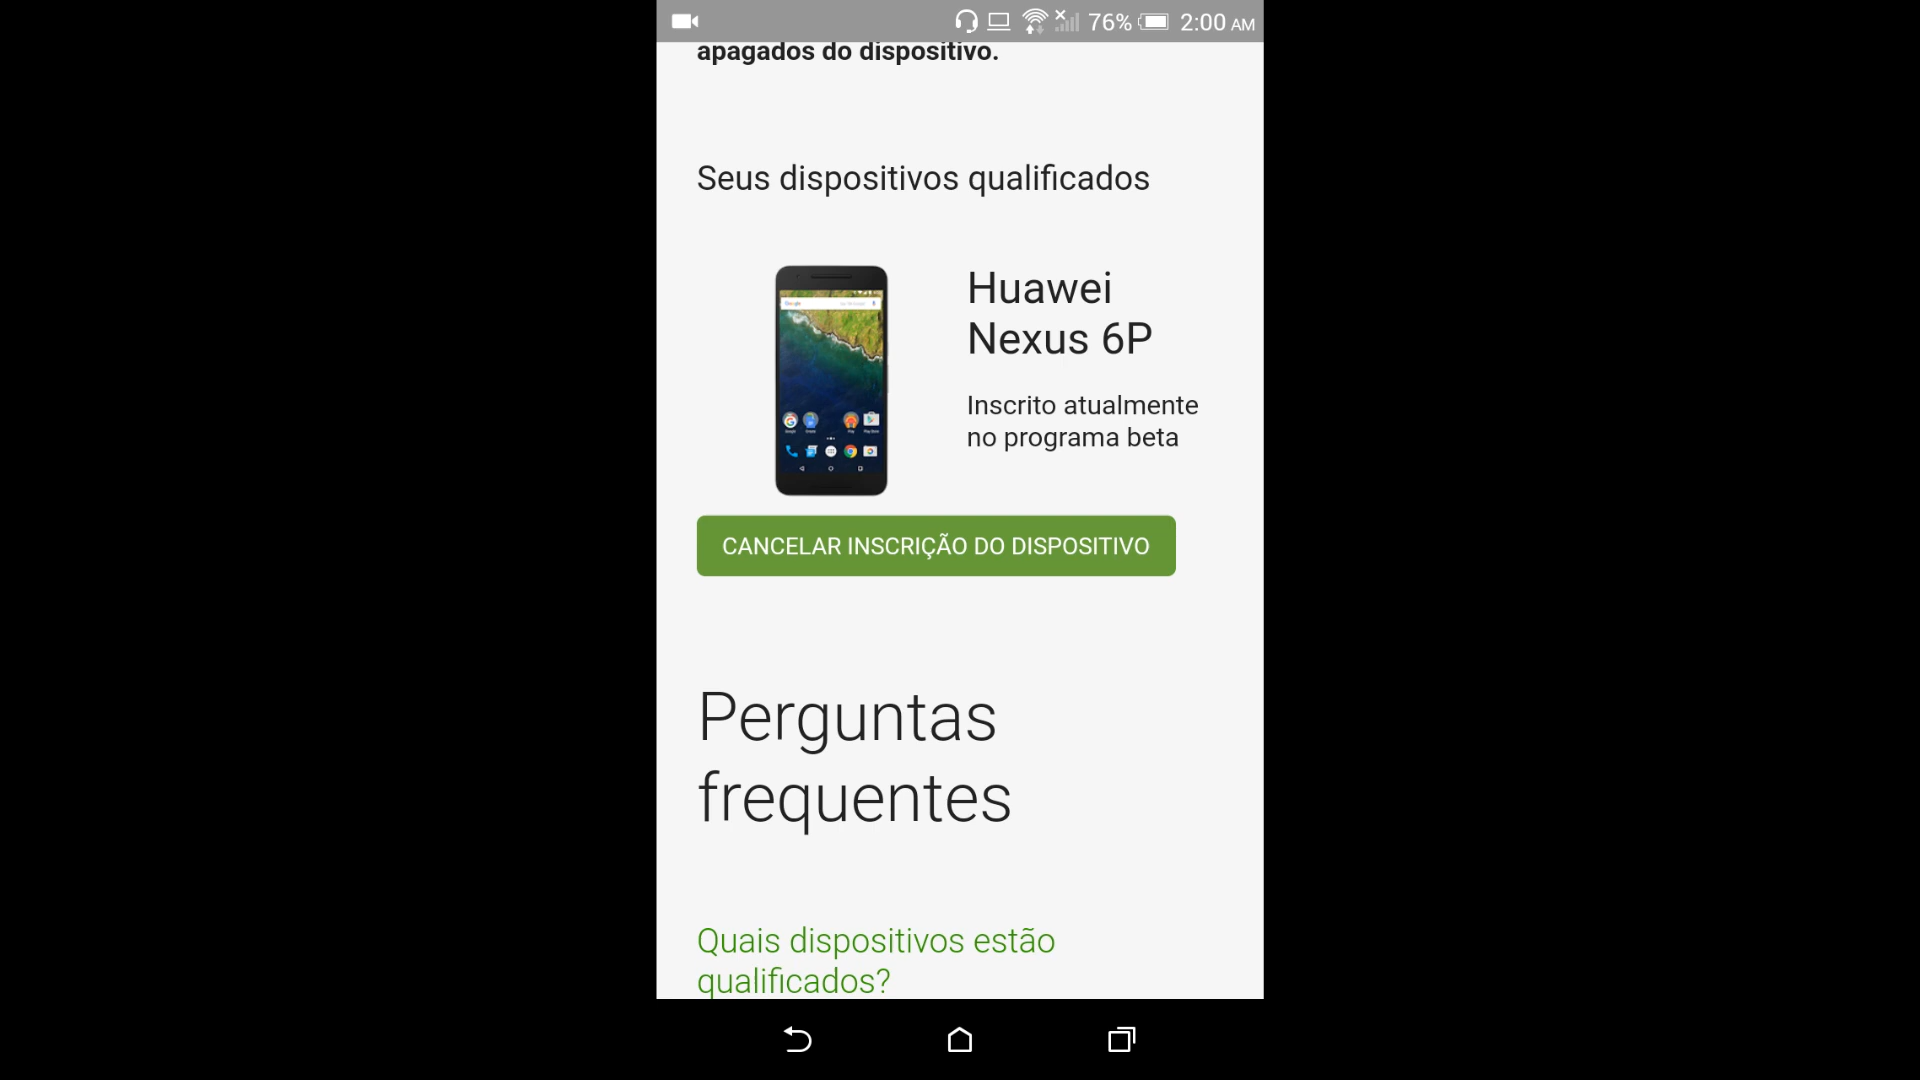 76% 2:00 AM
apagados do dispositivo.
Seus dispositivos qualificados
Huawei
Nexus 6P
Inscrito atualmente
no programa beta
CANCELAR INSCRIÇÃO DO DISPOSITIVO
Perguntas
frequentes
Quais dispositivos estão
qualificados?